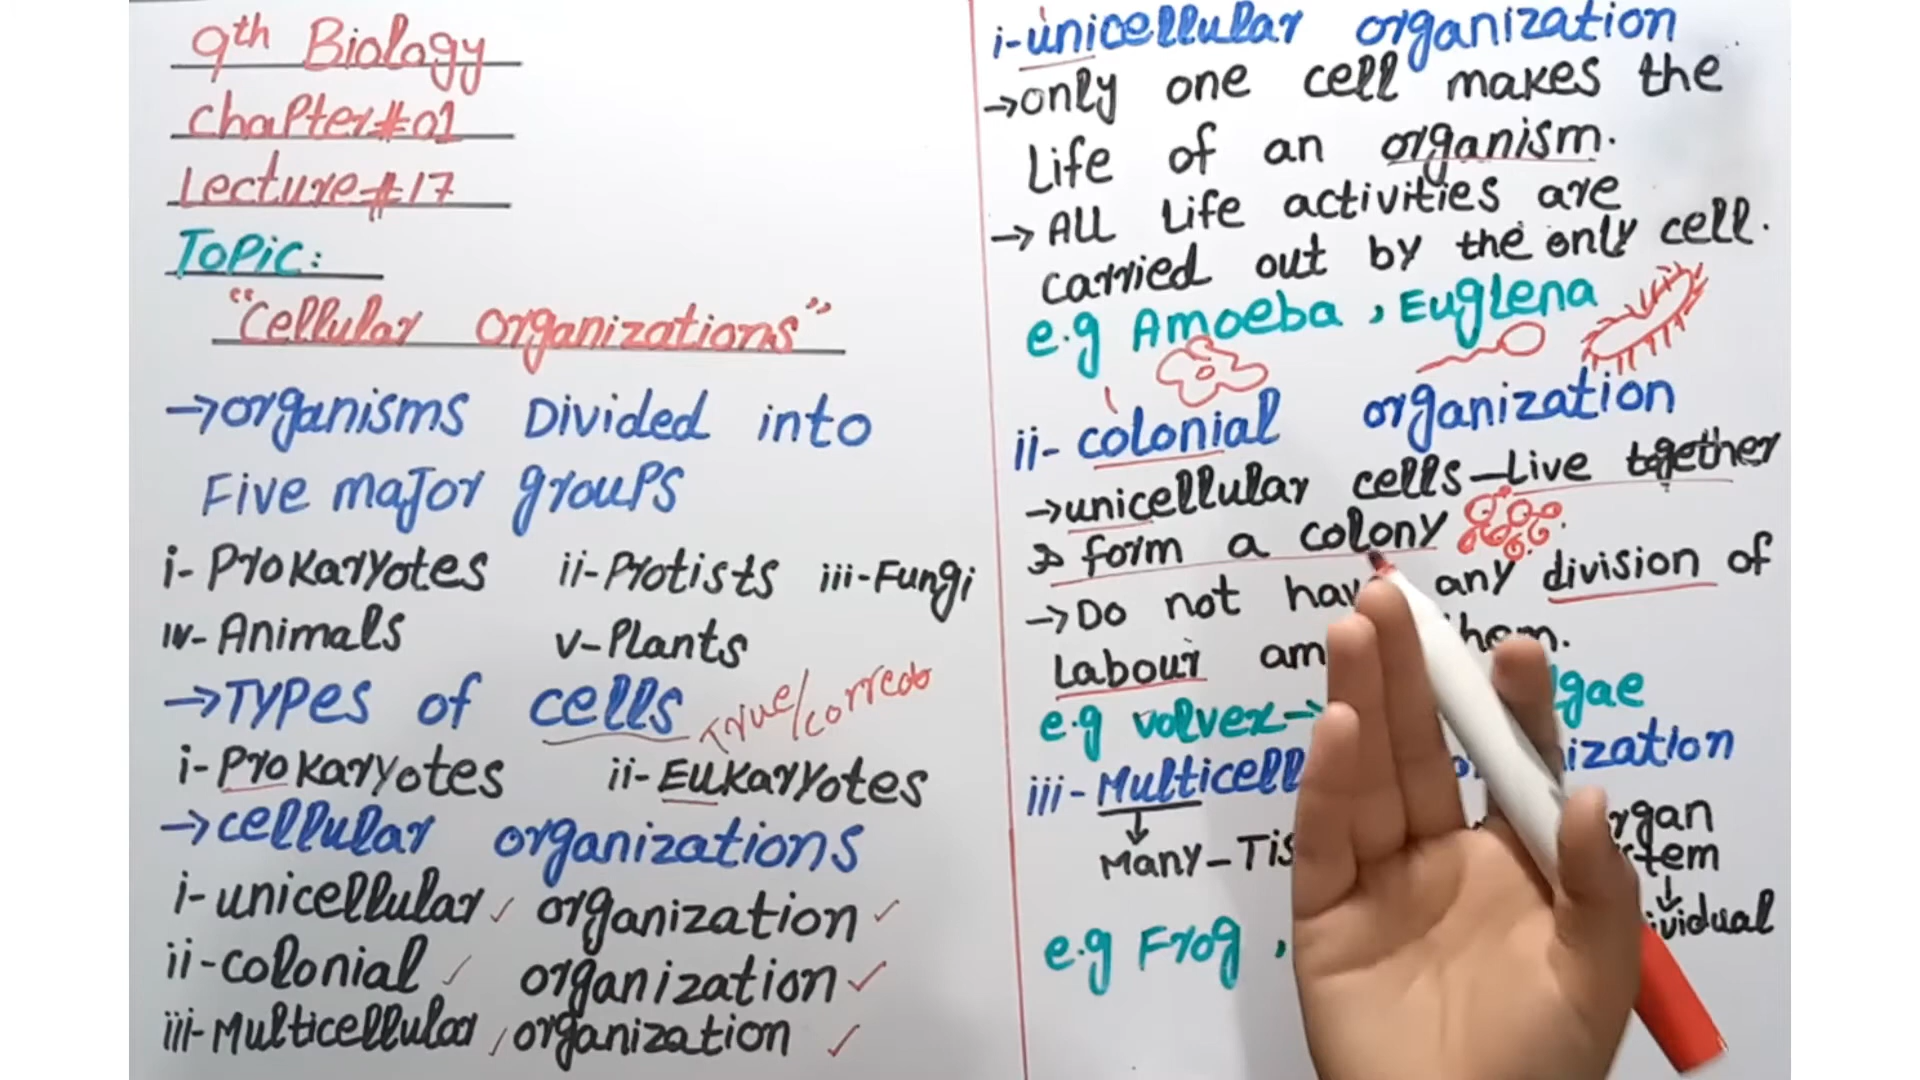 9th Biology
Chapter#01
Lecture#17
Topic:
"Cellular organizations"
→organisms Divided into
Five major groups
i-Prokaryotes ii-Protists iii-Fungi
iv-Animals v-Plants
→Types of cells True/correct
i-Prokaryotes ii-Eukaryotes
→cellular organizations
i-unicellular organization
ii-colonial organization
iii-Multicellular organization
i-unicellular organization
→only one cell makes the
Life of an organism.
→All Life activities are
carried out by the only cell.
e.g Amoeba, Euglena
ii-colonial organization
→unicellular cells-Live together
form a colony
→Do not any division of
Labour
e.g volvex→
iii-
Many-
e.g Frog,